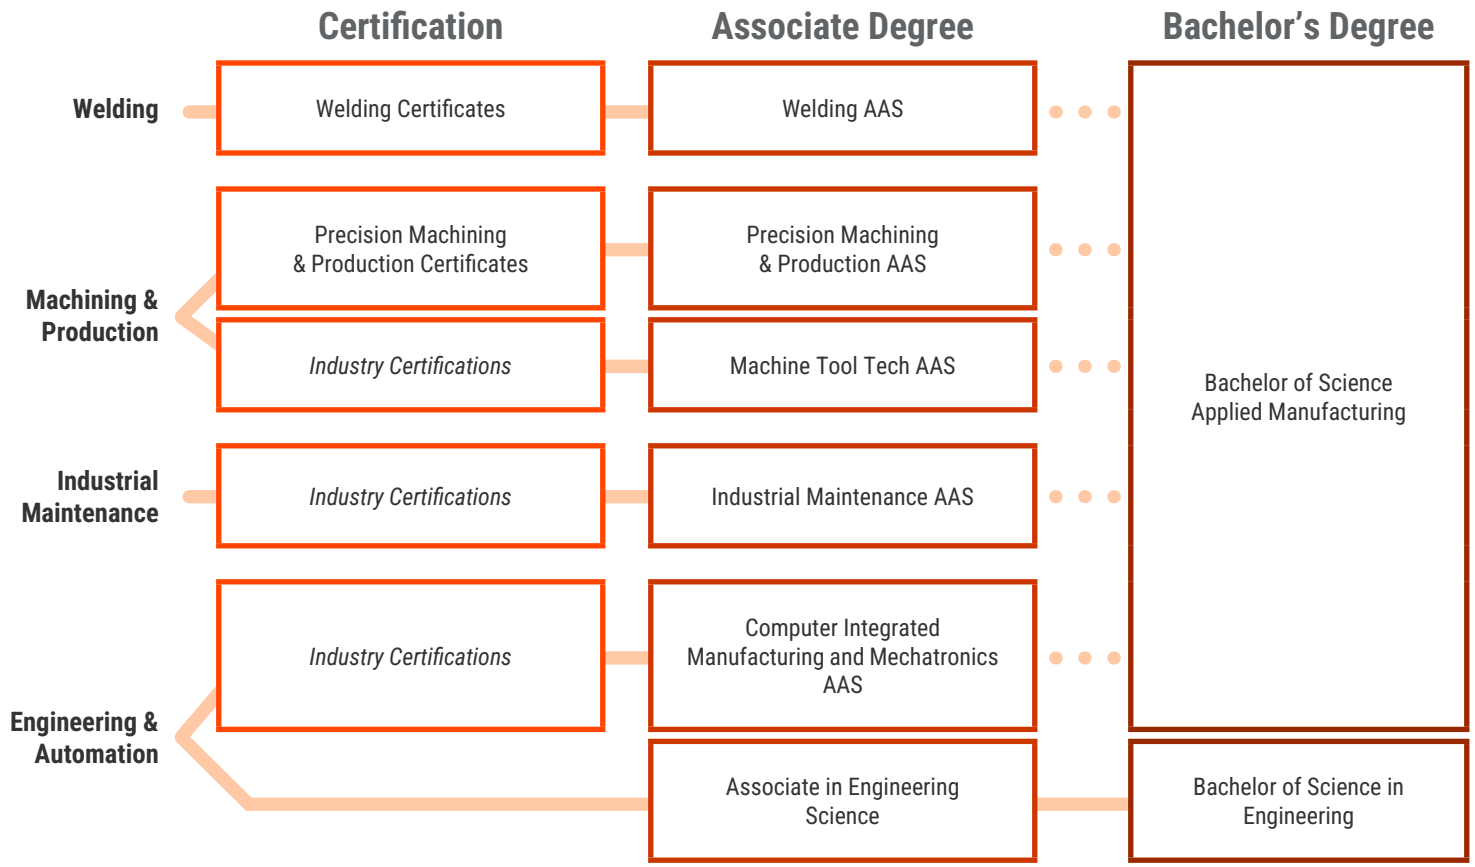 Certification
Associate Degree
Bachelor’s Degree
Welding
Welding Certificates
Welding AAS
Machining &
Production
Precision Machining
& Production Certificates
Precision Machining
& Production AAS
Industry Certifications
Machine Tool Tech AAS
Bachelor of Science
Applied Manufacturing
Industrial
Maintenance
Industry Certifications
Industrial Maintenance AAS
Engineering &
Automation
Industry Certifications
Computer Integrated
Manufacturing and Mechatronics
AAS
Associate in Engineering
Science
Bachelor of Science in
Engineering